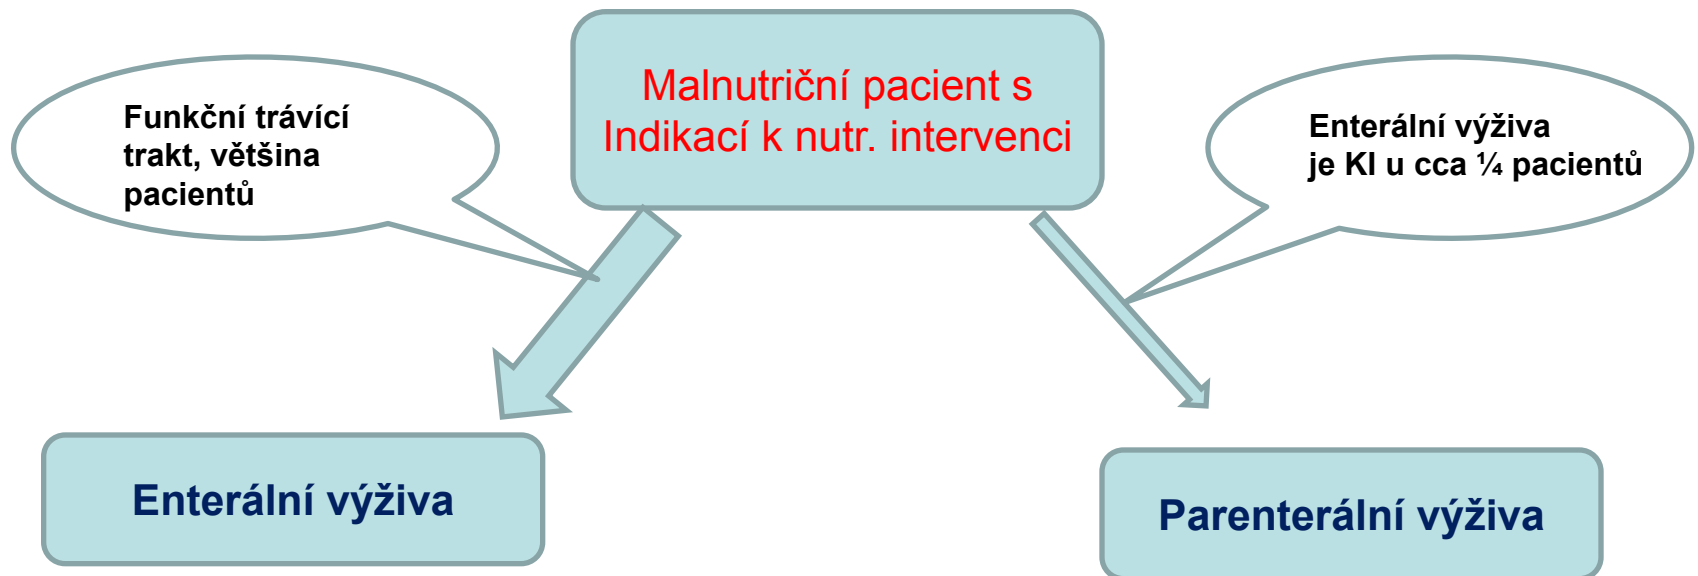 Malnutriční pacient s
Indikací k nutr. intervenci
Funkční trávící
trakt, většina
pacientů
Enterální výživa
je KI u cca ¼ pacientů
Enterální výživa
Parenterální výživa